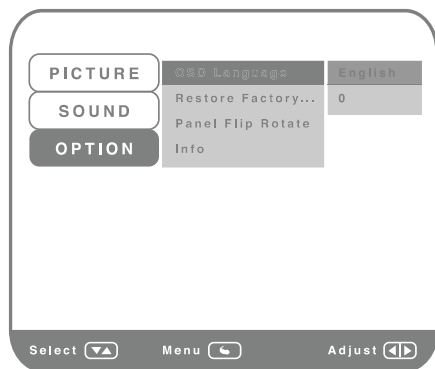 PICTURE
SOUND
OPTION
OSD Language English
Restore Factory... 0
Panel Flip Rotate
Info
Select Menu Adjust